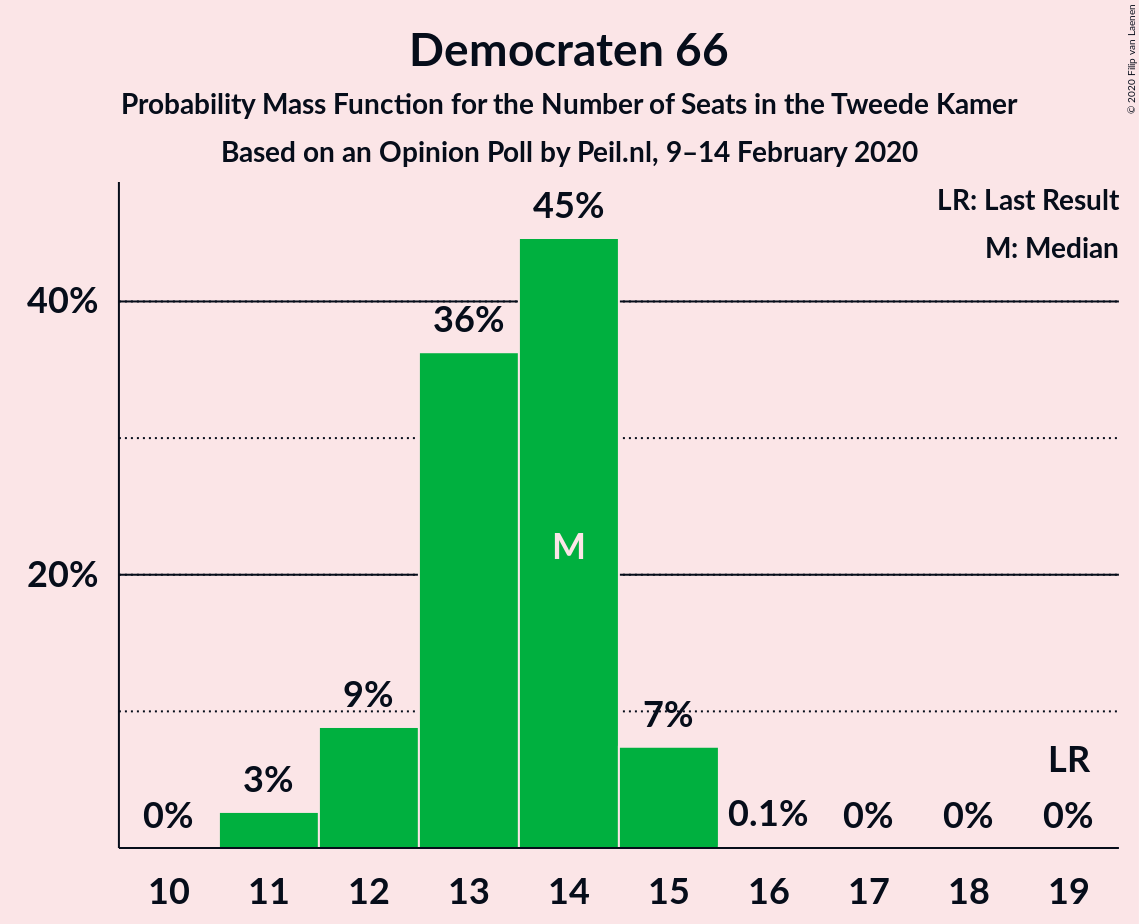 Democraten 66
Probability Mass Function for the Number of Seats in the Tweede Kamer
Based on an Opinion Poll by Peil.nl, 9–14 February 2020
© 2020 Filip van Laenen
LR: Last Result
M: Median
40%
20%
0%
3%
9%
36%
45%
M
7%
0.1%
0%
0%
LR
0%
10 11 12 13 14 15 16 17 18 19